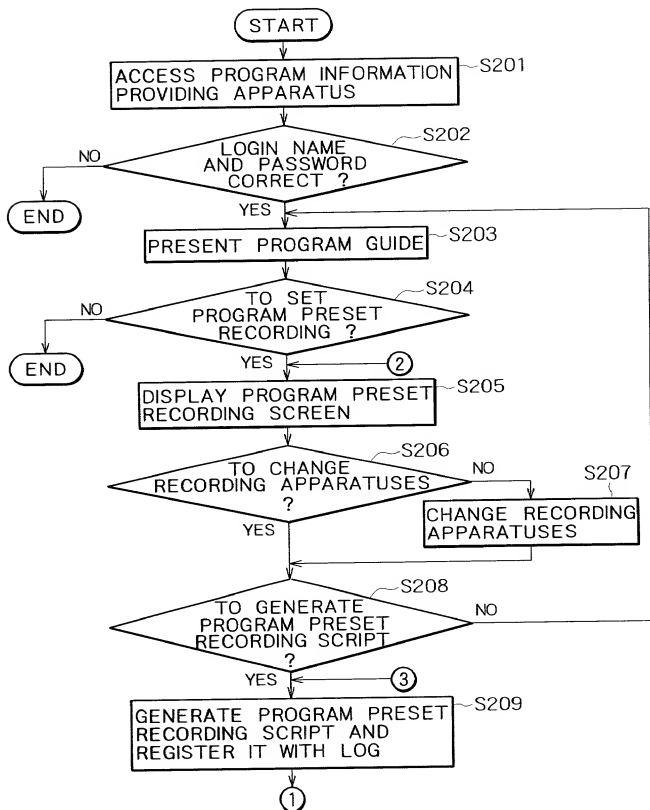 START
ACCESS PROGRAM INFORMATION
PROVIDING APPARATUS
S201
LOGIN NAME
AND PASSWORD
CORRECT ?
S202
NO
END
YES
PRESENT PROGRAM GUIDE
S203
TO SET
PROGRAM PRESET
RECORDING ?
S204
NO
END
YES
2
DISPLAY PROGRAM PRESET
RECORDING SCREEN
S205
TO CHANGE
RECORDING APPARATUSES
?
S206
NO
S207
CHANGE RECORDING
APPARATUSES
YES
TO GENERATE
PROGRAM PRESET
RECORDING SCRIPT
?
S208
NO
YES
3
GENERATE PROGRAM PRESET
RECORDING SCRIPT AND
REGISTER IT WITH LOG
S209
1